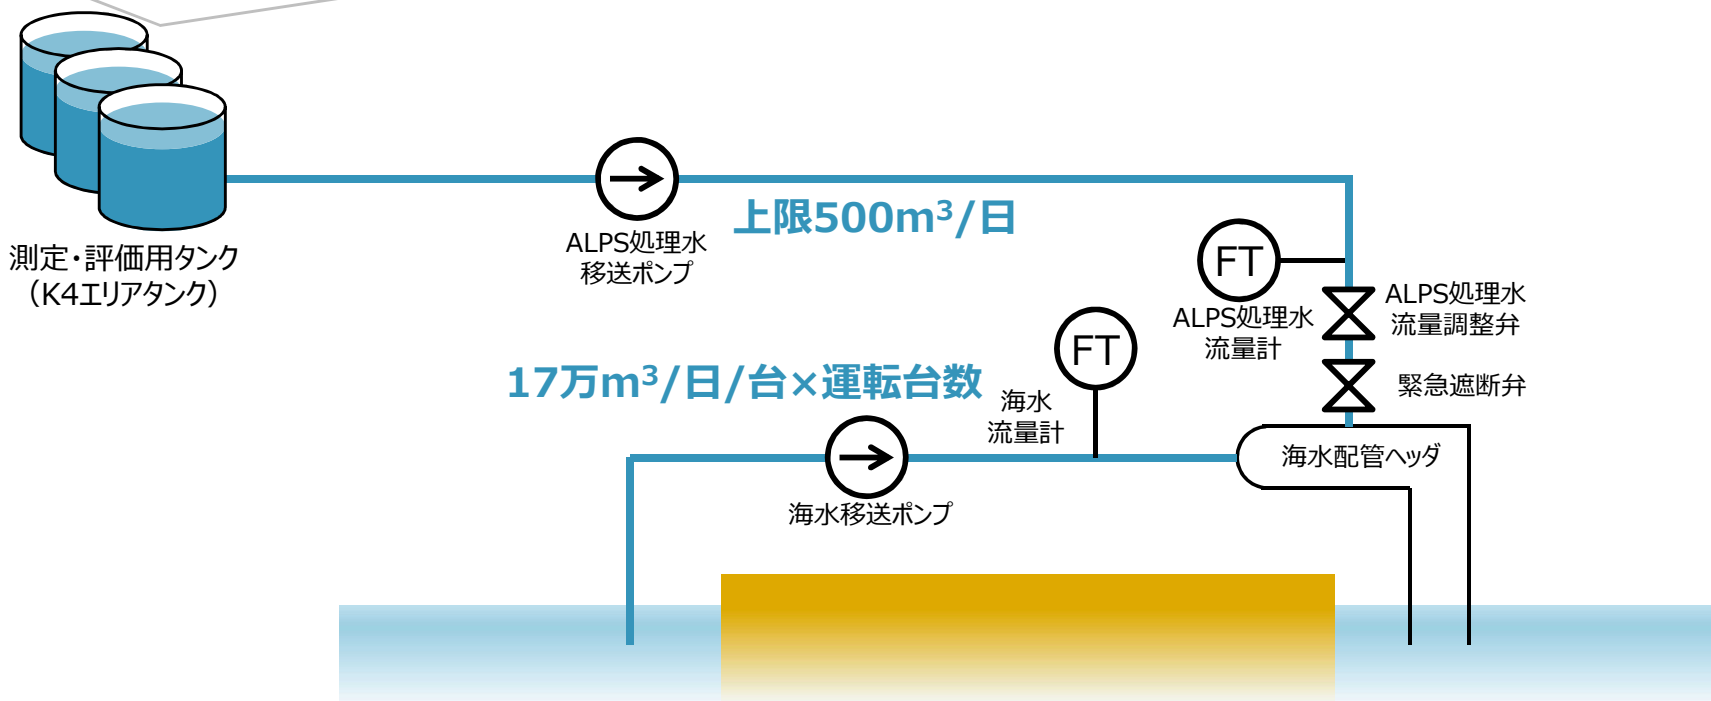 測定・評価用タンク
（K4エリアタンク）
ALPS処理水
移送ポンプ
上限500m³/日
FT
ALPS処理水
流量計
ALPS処理水
流量調整弁
緊急遮断弁
17万m³/日/台×運転台数
FT
海水
流量計
海水移送ポンプ
海水配管ヘッダ